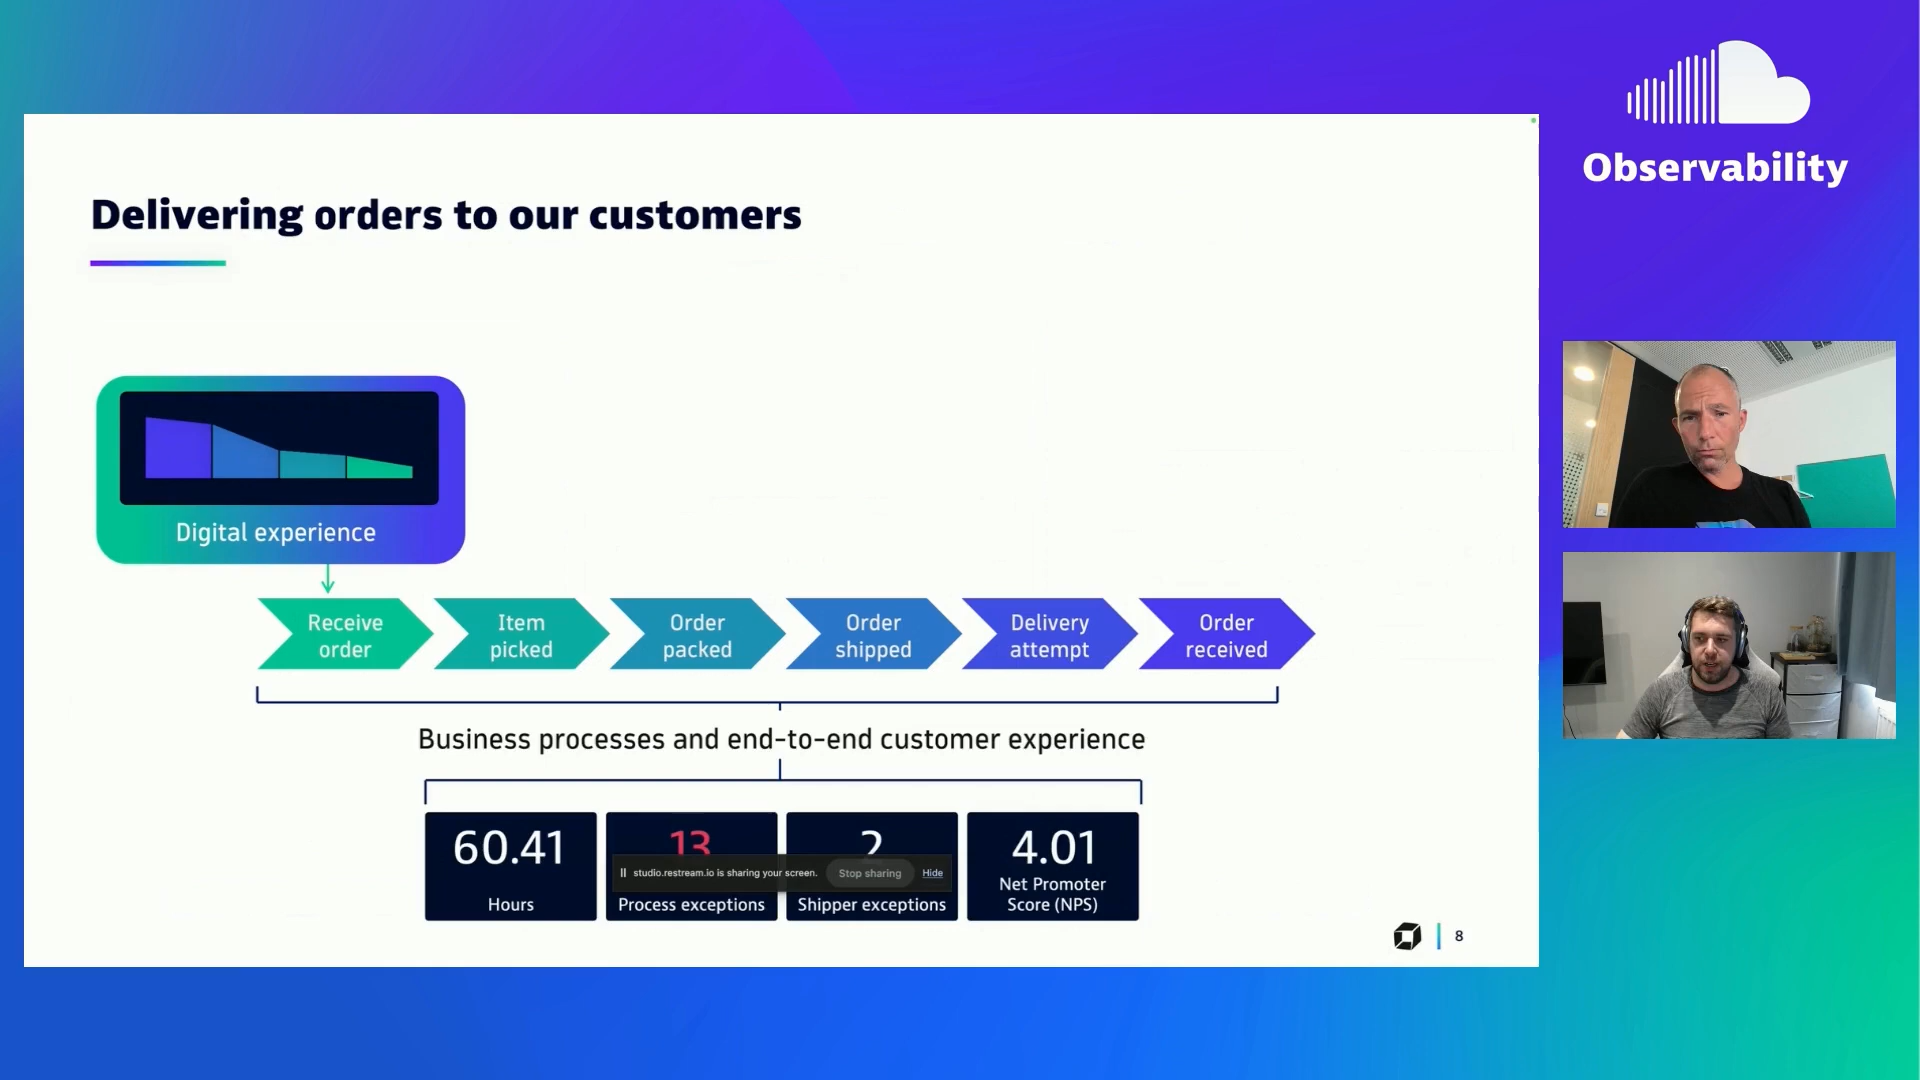 Observability
Delivering orders to our customers
Digital experience
Receive
order
Item
picked
Order
packed
Order
shipped
Delivery
attempt
Order
received
Business processes and end-to-end customer experience
60.41
Hours
13
Process exceptions
2
Shipper exceptions
4.01
Net Promoter
Score (NPS)
studio.restream.io is sharing your screen.
Stop sharing
Hide
8